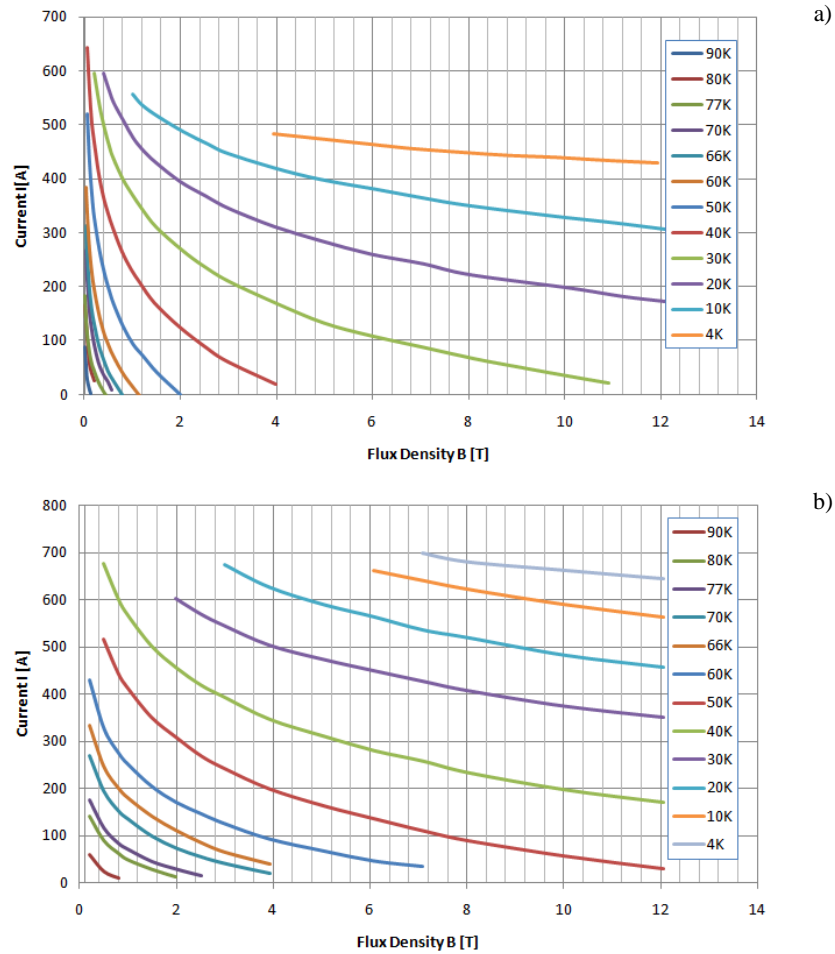 a)
700
600
500
400
300
200
100
0
Current I[A]
0 2 4 6 8 10 12 14
Flux Density B [T]
90K
80K
77K
70K
66K
60K
50K
40K
30K
20K
10K
4K
b)
800
700
600
500
400
300
200
100
0
Current I [A]
0 2 4 6 8 10 12 14
Flux Density B [T]
90K
80K
77K
70K
66K
60K
50K
40K
30K
20K
10K
4K